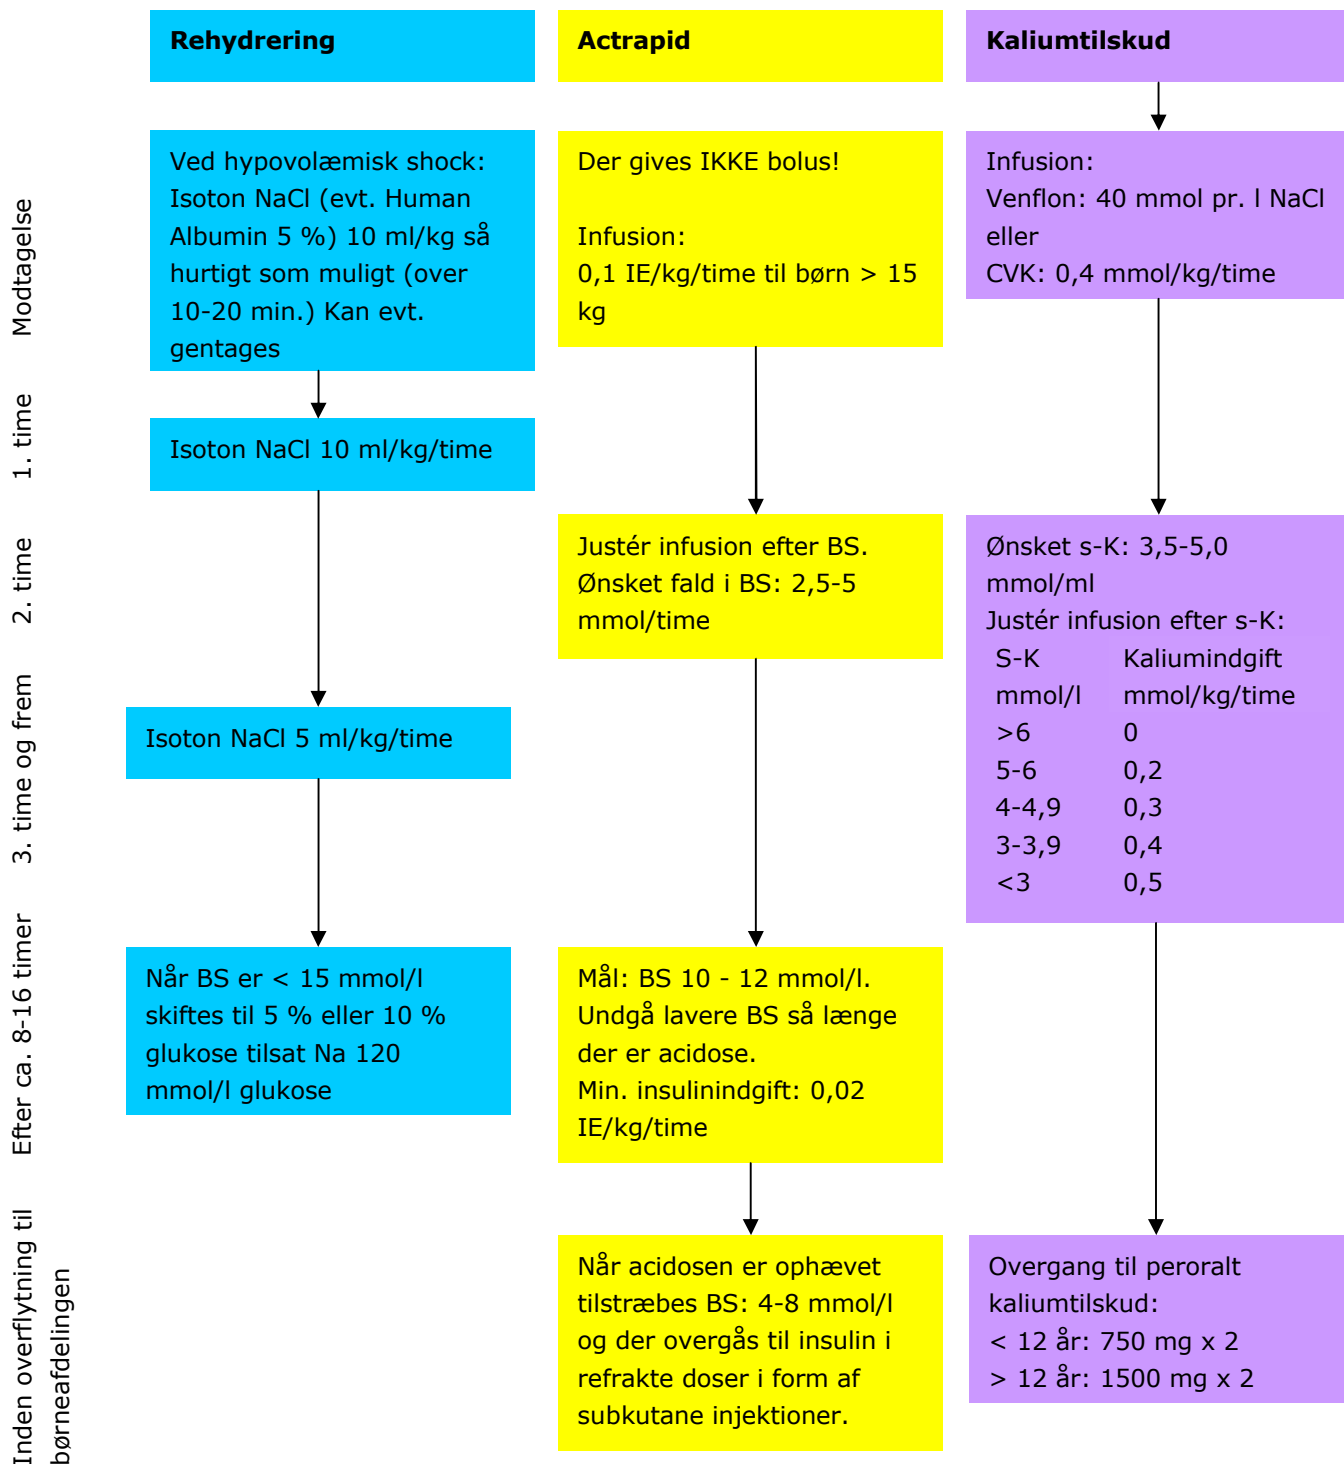 Rehydrering
Actrapid
Kaliumtilskud
Modtagelse
Ved hypovolæmisk shock:
Isoton NaCl (evt. Human
Albumin 5 %) 10 ml/kg så
hurtigt som muligt (over
10-20 min.) Kan evt.
gentages
Der gives IKKE bolus!
Infusion:
0,1 IE/kg/time til børn > 15
kg
Infusion:
Venflon: 40 mmol pr. l NaCl
eller
CVK: 0,4 mmol/kg/time
1. time
Isoton NaCl 10 ml/kg/time
2. time
Justér infusion efter BS.
Ønsket fald i BS: 2,5-5
mmol/time
Ønsket s-K: 3,5-5,0
mmol/ml
Justér infusion efter s-K:
S-K Kaliumindgift
mmol/l mmol/kg/time
>6 0
5-6 0,2
4-4,9 0,3
3-3,9 0,4
<3 0,5
3. time og frem
Isoton NaCl 5 ml/kg/time
Efter ca. 8-16 timer
Når BS er < 15 mmol/l
skiftes til 5 % eller 10 %
glukose tilsat Na 120
mmol/l glukose
Mål: BS 10 - 12 mmol/l.
Undgå lavere BS så længe
der er acidose.
Min. insulinindgift: 0,02
IE/kg/time
Inden overflytning til
børneafdelingen
Når acidosen er ophævet
tilstræbes BS: 4-8 mmol/l
og der overgås til insulin i
refrakte doser i form af
subkutane injektioner.
Overgang til peroralt
kaliumtilskud:
< 12 år: 750 mg x 2
> 12 år: 1500 mg x 2